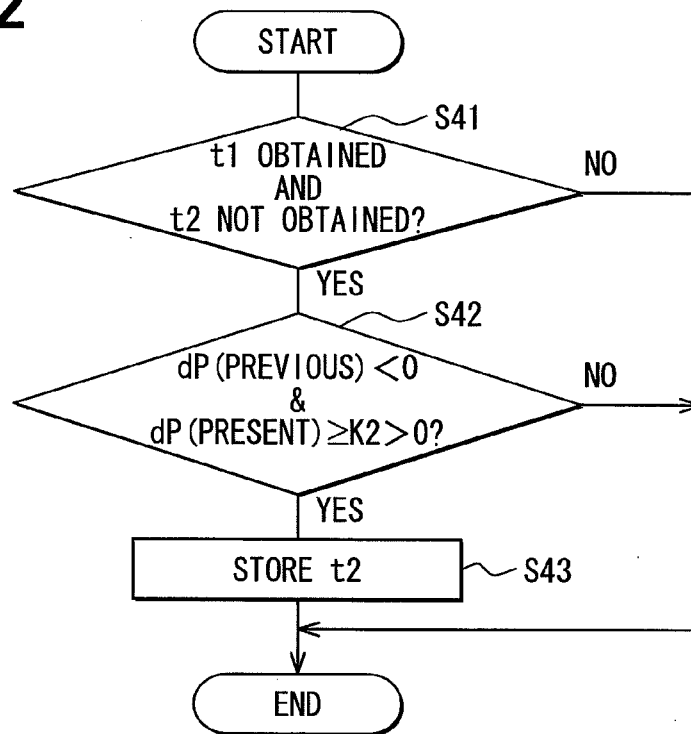 2
START
S41
t1 OBTAINED
AND
t2 NOT OBTAINED?
NO
YES
S42
dP(PREVIOUS)<0
&
dP(PRESENT)≥K2>0?
NO
YES
STORE t2
S43
END